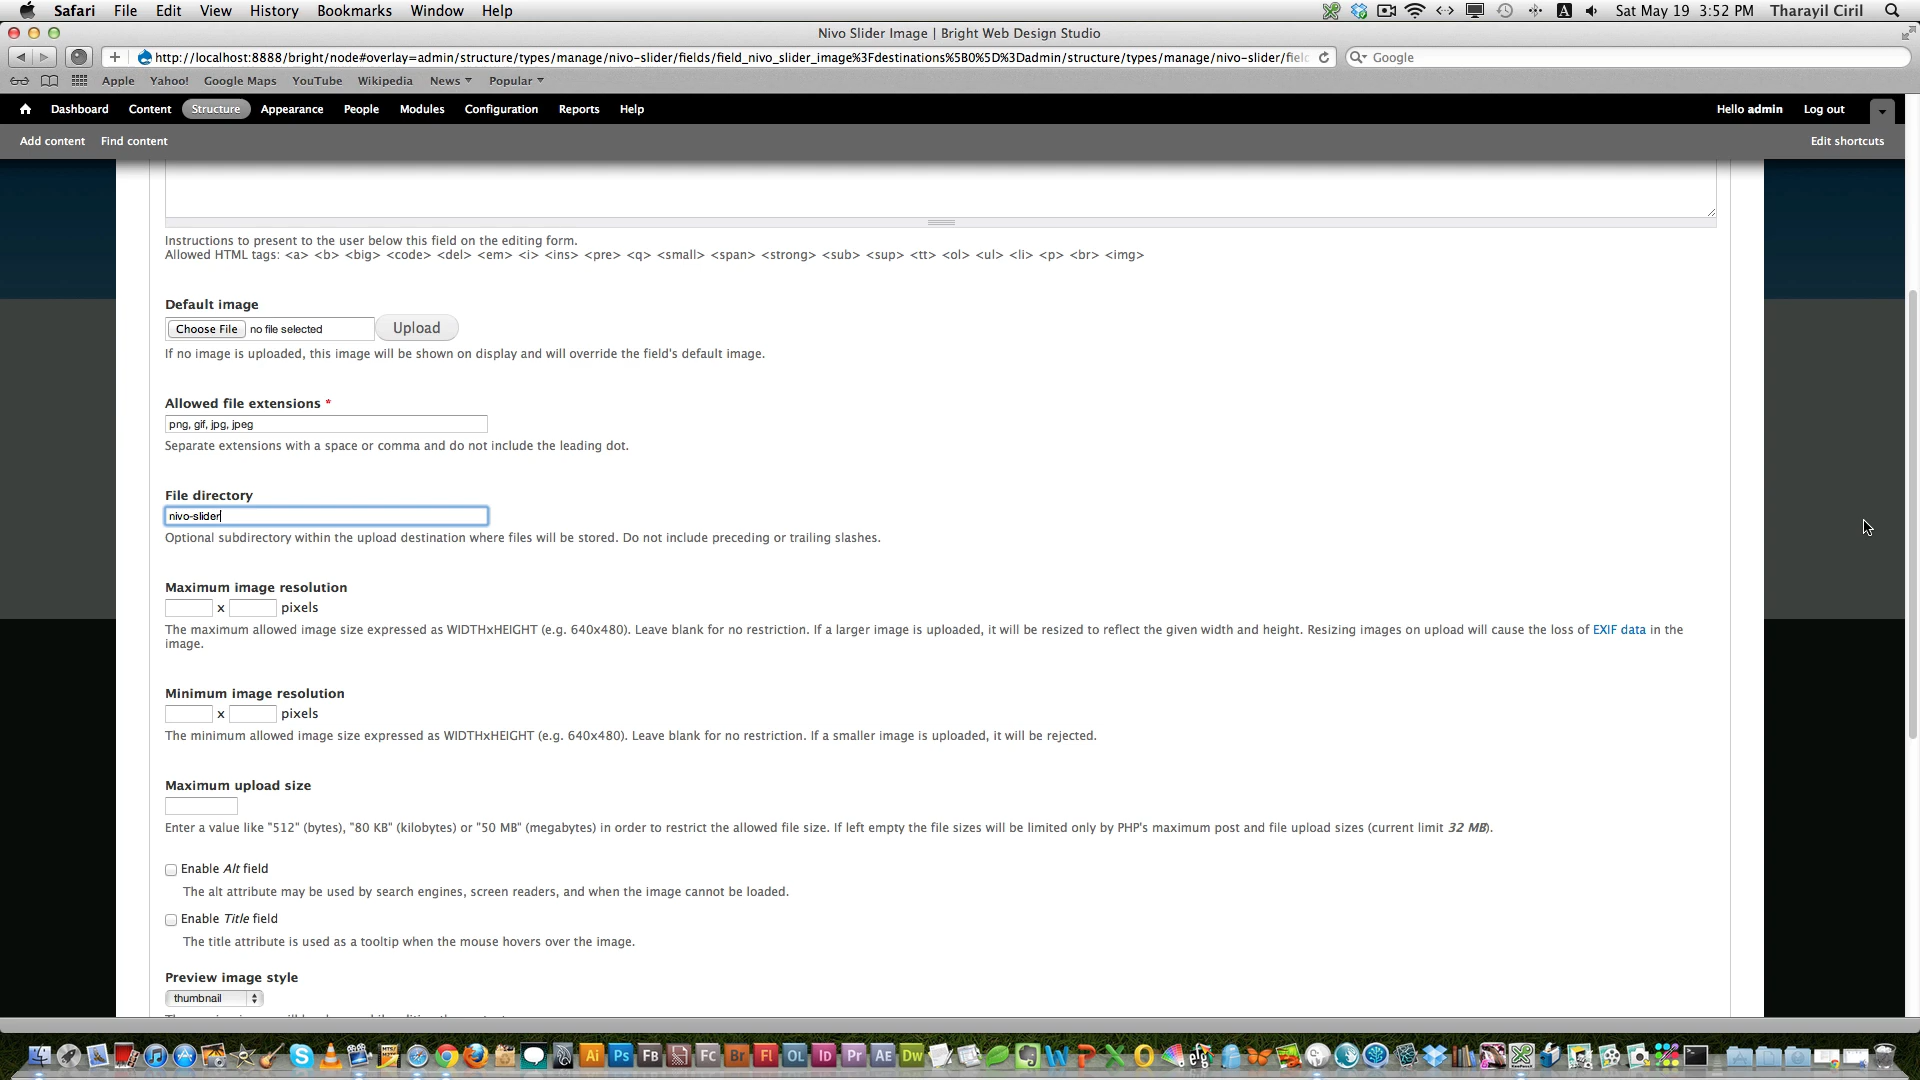 Safari File Edit View History Bookmarks Window Help
Sat May 19 3:52 PM Tharayil Ciril
Nivo Slider Image | Bright Web Design Studio
http://localhost:8888/bright/node#overlay=admin/structure/types/manage/nivo-slider/fields/field_nivo_slider_image%3Fdestinations%5B0%5D%3Dadmin/structure/types/manage/nivo-slider/fielc
Google
Apple Yahoo! Google Maps YouTube Wikipedia News Popular
Dashboard Content Structure Appearance People Modules Configuration Reports Help
Hello admin Log out
Add content Find content
Edit shortcuts
Instructions to present to the user below this field on the editing form.
Allowed HTML tags: <a> <b> <big> <code> <del> <em> <i> <ins> <pre> <q> <small> <span> <strong> <sub> <sup> <tt> <ol> <ul> <li> <p> <br> <img>
Default image
Choose File no file selected Upload
If no image is uploaded, this image will be shown on display and will override the field's default image.
Allowed file extensions *
png, gif, jpg, jpeg
Separate extensions with a space or comma and do not include the leading dot.
File directory
nivo-slider
Optional subdirectory within the upload destination where files will be stored. Do not include preceding or trailing slashes.
Maximum image resolution
x pixels
The maximum allowed image size expressed as WIDTHxHEIGHT (e.g. 640x480). Leave blank for no restriction. If a larger image is uploaded, it will be resized to reflect the given width and height. Resizing images on upload will cause the loss of EXIF data in the
image.
Minimum image resolution
x pixels
The minimum allowed image size expressed as WIDTHxHEIGHT (e.g. 640x480). Leave blank for no restriction. If a smaller image is uploaded, it will be rejected.
Maximum upload size
Enter a value like "512" (bytes), "80 KB" (kilobytes) or "50 MB" (megabytes) in order to restrict the allowed file size. If left empty the file sizes will be limited only by PHP's maximum post and file upload sizes (current limit 32 MB).
Enable Alt field
The alt attribute may be used by search engines, screen readers, and when the image cannot be loaded.
Enable Title field
The title attribute is used as a tooltip when the mouse hovers over the image.
Preview image style
thumbnail
Ai Ps FB FC Br Fl OL ID Pr AE Dw